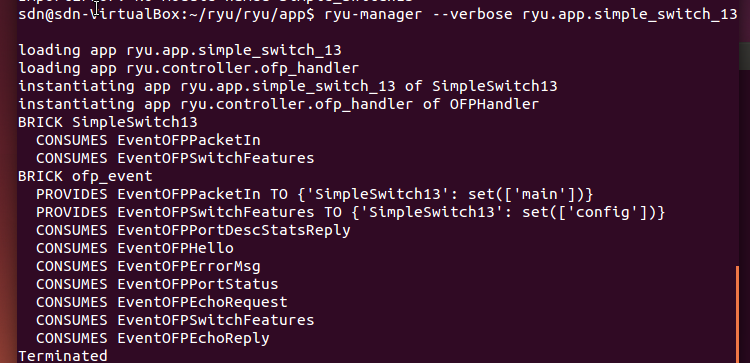 sdn@sdn-VirtualBox:~/ryu/ryu/app$ ryu-manager --verbose ryu.app.simple_switch_13
loading app ryu.app.simple_switch_13
loading app ryu.controller.ofp_handler
instantiating app ryu.app.simple_switch_13 of SimpleSwitch13
instantiating app ryu.controller.ofp_handler of OFPHandler
BRICK SimpleSwitch13
  CONSUMES EventOFPPacketIn
  CONSUMES EventOFPSwitchFeatures
BRICK ofp_event
  PROVIDES EventOFPPacketIn TO {'SimpleSwitch13': set(['main'])}
  PROVIDES EventOFPSwitchFeatures TO {'SimpleSwitch13': set(['config'])}
  CONSUMES EventOFPPortDescStatsReply
  CONSUMES EventOFPHello
  CONSUMES EventOFPErrorMsg
  CONSUMES EventOFPPortStatus
  CONSUMES EventOFPEchoRequest
  CONSUMES EventOFPSwitchFeatures
  CONSUMES EventOFPEchoReply
Terminated